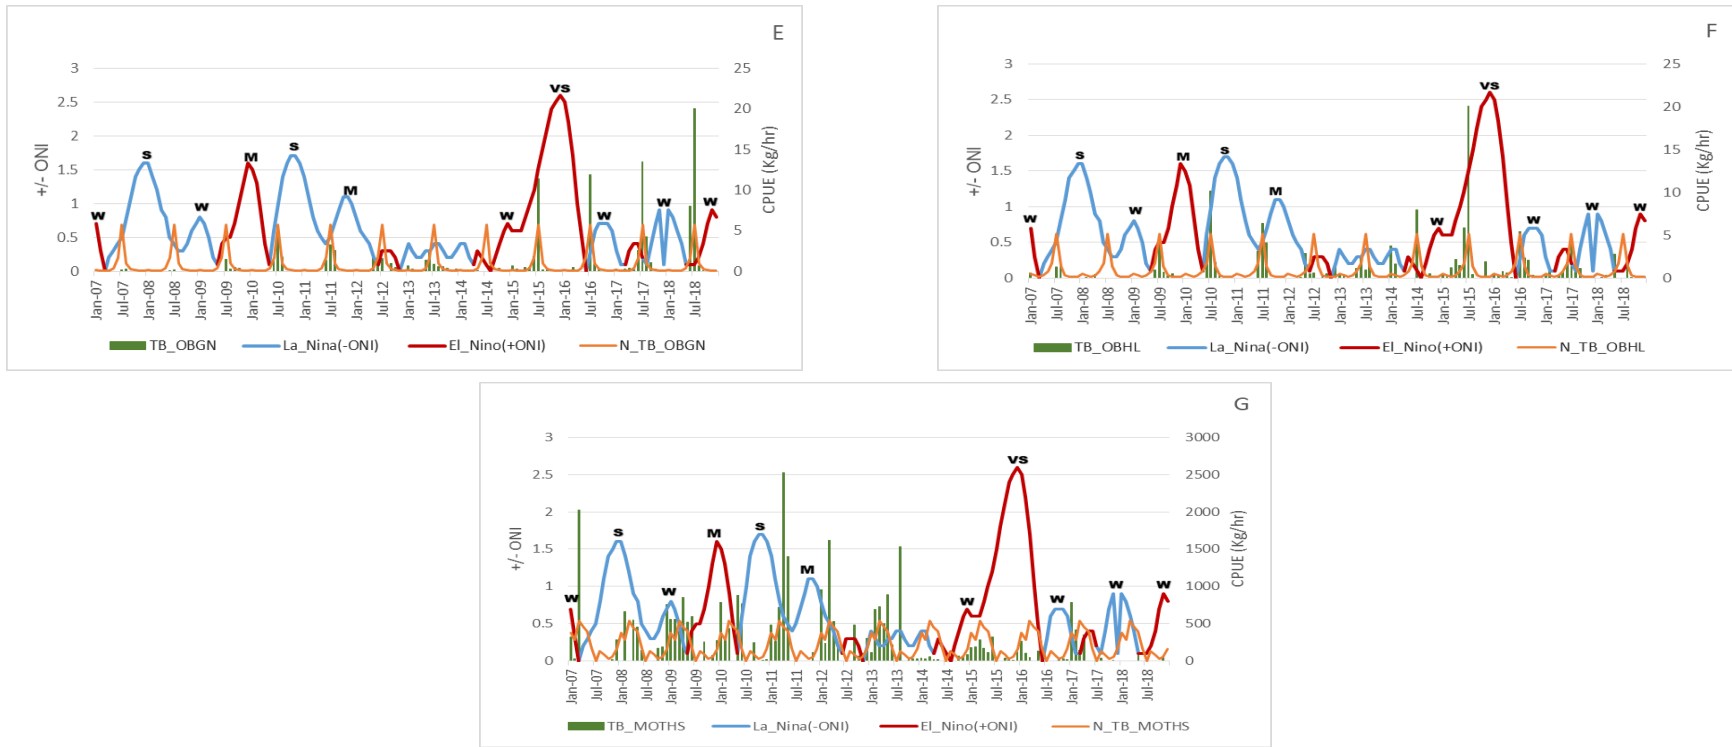 E
3
2.5
2
1.5
1
0.5
0
25
20
15
10
5
0
+/- ONI
CPUE (Kg/hr)
W
S
W
M
S
M
W
VS
W
W
W
Jan-07
Jul-07
Jan-08
Jul-08
Jan-09
Jul-09
Jan-10
Jul-10
Jan-11
Jul-11
Jan-12
Jul-12
Jan-13
Jul-13
Jan-14
Jul-14
Jan-15
Jul-15
Jan-16
Jul-16
Jan-17
Jul-17
Jan-18
Jul-18
TB_OBGN La_Nina(-ONI) El_Nino(+ONI) N_TB_OBGN
F
3
2.5
2
1.5
1
0.5
0
25
20
15
10
5
0
+/- ONI
CPUE (Kg/hr)
W
S
W
M
S
M
W
VS
W
W
W
Jan-07
Jul-07
Jan-08
Jul-08
Jan-09
Jul-09
Jan-10
Jul-10
Jan-11
Jul-11
Jan-12
Jul-12
Jan-13
Jul-13
Jan-14
Jul-14
Jan-15
Jul-15
Jan-16
Jul-16
Jan-17
Jul-17
Jan-18
Jul-18
TB_OBHL La_Nina(-ONI) El_Nino(+ONI) N_TB_OBHL
G
3
2.5
2
1.5
1
0.5
0
3000
2500
2000
1500
1000
500
0
+/- ONI
CPUE (Kg/hr)
W
S
W
M
S
M
W
VS
W
W
W
Jan-07
Jul-07
Jan-08
Jul-08
Jan-09
Jul-09
Jan-10
Jul-10
Jan-11
Jul-11
Jan-12
Jul-12
Jan-13
Jul-13
Jan-14
Jul-14
Jan-15
Jul-15
Jan-16
Jul-16
Jan-17
Jul-17
Jan-18
Jul-18
TB_MOTHS La_Nina(-ONI) El_Nino(+ONI) N_TB_MOTHS